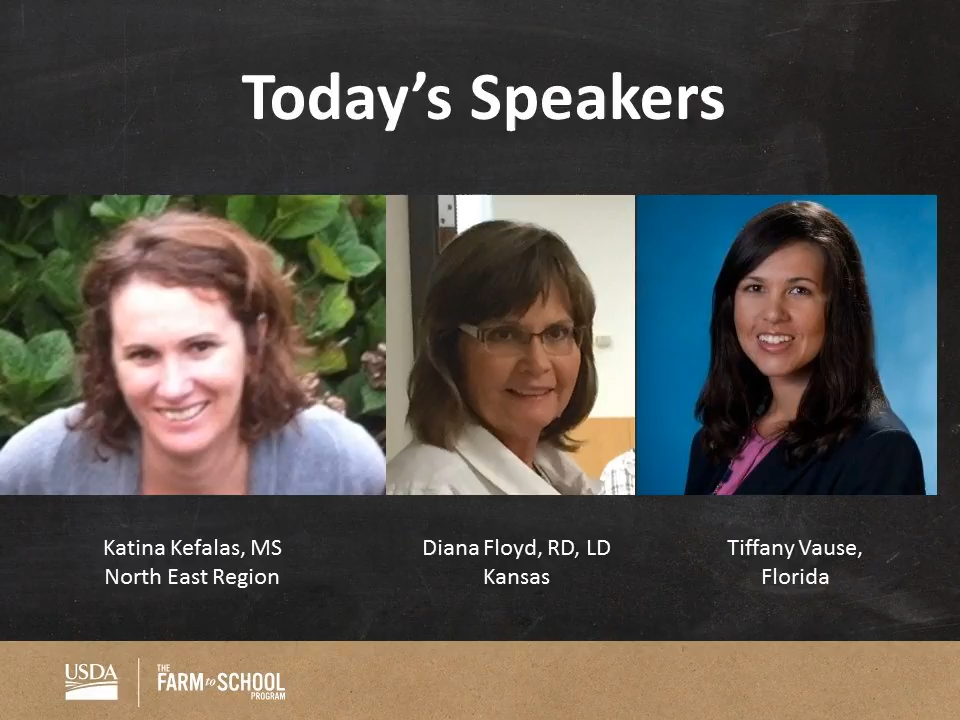 Today’s Speakers
Katina Kefalas, MS
North East Region
Diana Floyd, RD, LD
Kansas
Tiffany Vause,
Florida
USDA
THE
FARM to SCHOOL
PROGRAM